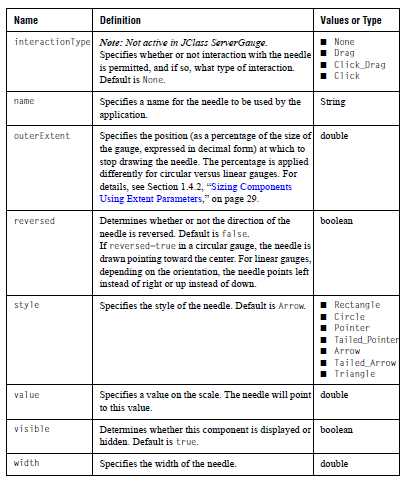 Name Definition Values or Type
interactionType Note: Not active in JClass ServerGauge. ■ None
Specifies whether or not interaction with the needle ■ Drag
is permitted, and if so, what type of interaction. ■ Click_Drag
Default is None. ■ Click
name Specifies a name for the needle to be used by the String
application.
outerExtent Specifies the position (as a percentage of the size of double
the gauge, expressed in decimal form) at which to
stop drawing the needle. The percentage is applied
differently for circular versus linear gauges. For
details, see Section 1.4.2, “Sizing Components
Using Extent Parameters,” on page 29.
reversed Determines whether or not the direction of the boolean
needle is reversed. Default is false.
If reversed=true in a circular gauge, the needle is
drawn pointing toward the center. For linear gauges,
depending on the orientation, the needle points left
instead of right or up instead of down.
style Specifies the style of the needle. Default is Arrow. ■ Rectangle
■ Circle
■ Pointer
■ Tailed_Pointer
■ Arrow
■ Tailed_Arrow
■ Triangle
value Specifies a value on the scale. The needle will point double
to this value.
visible Determines whether this component is displayed or boolean
hidden. Default is true.
width Specifies the width of the needle. double